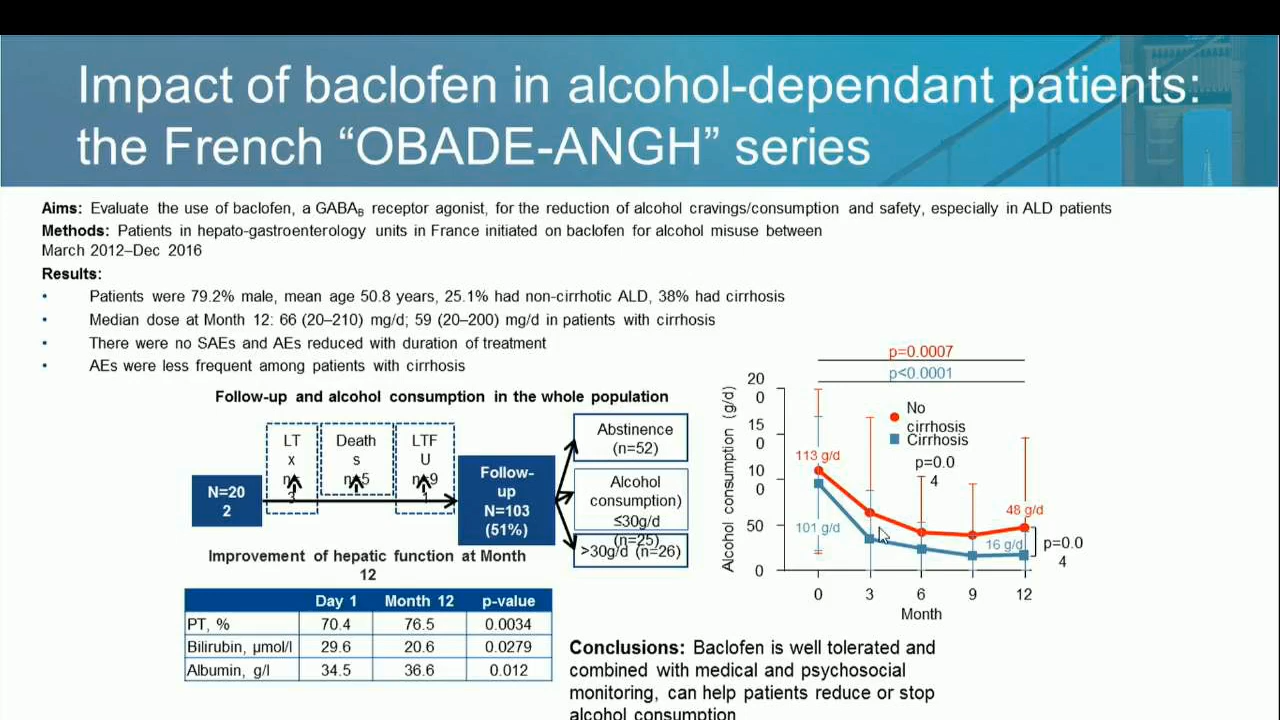 Impact of baclofen in alcohol-dependant patients:
the French “OBADE-ANGH” series
Aims: Evaluate the use of baclofen, a GABAB receptor agonist, for the reduction of alcohol cravings/consumption and safety, especially in ALD patients
Methods: Patients in hepato-gastroenterology units in France initiated on baclofen for alcohol misuse between
March 2012–Dec 2016
Results:
• Patients were 79.2% male, mean age 50.8 years, 25.1% had non-cirrhotic ALD, 38% had cirrhosis
• Median dose at Month 12: 66 (20–210) mg/d; 59 (20–200) mg/d in patients with cirrhosis
• There were no SAEs and AEs reduced with duration of treatment
• AEs were less frequent among patients with cirrhosis
Follow-up and alcohol consumption in the whole population
N=20
2
LT
x
Death
s
n=5
LTF
U
n=9
Follow-
up
N=103
(51%)
Abstinence
(n=52)
Alcohol
consumption)
≤30g/d
(n=25)
>30g/d (n=26)
Improvement of hepatic function at Month
12
Day 1 Month 12 p-value
PT, % 70.4 76.5 0.0034
Bilirubin, µmol/l 29.6 20.6 0.0279
Albumin, g/l 34.5 36.6 0.012
p=0.0007
p<0.0001
Alcohol consumption (g/d)
20
0
15
0
10
0
50
0
No
cirrhosis
Cirrhosis
p=0.0
4
113 g/d
101 g/d
48 g/d
16 g/d
p=0.0
4
0 3 6 9 12
Month
Conclusions: Baclofen is well tolerated and
combined with medical and psychosocial
monitoring, can help patients reduce or stop
alcohol consumption